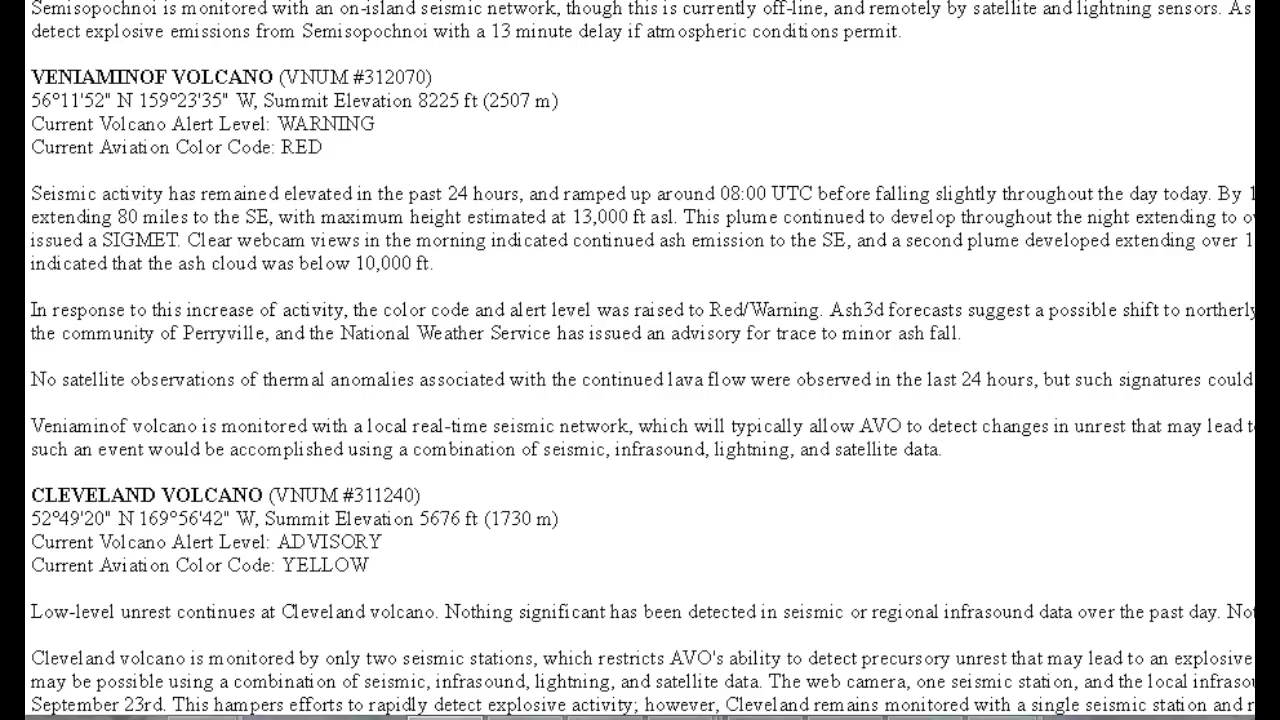 Semisopochnoi is monitored with an on-island seismic network, though this is currently off-line, and remotely by satellite and lightning sensors. As
detect explosive emissions from Semisopochnoi with a 13 minute delay if atmospheric conditions permit.
VENIAMINOF VOLCANO (VNUM #312070)
56°11'52" N 159°23'35" W, Summit Elevation 8225 ft (2507 m)
Current Volcano Alert Level: WARNING
Current Aviation Color Code: RED
Seismic activity has remained elevated in the past 24 hours, and ramped up around 08:00 UTC before falling slightly throughout the day today. By 1
extending 80 miles to the SE, with maximum height estimated at 13,000 ft asl. This plume continued to develop throughout the night extending to
issued a SIGMET. Clear webcam views in the morning indicated continued ash emission to the SE, and a second plume developed extending over 1
indicated that the ash cloud was below 10,000 ft.
In response to this increase of activity, the color code and alert level was raised to Red/Warning. Ash3d forecasts suggest a possible shift to northerly
the community of Perryville, and the National Weather Service has issued an advisory for trace to minor ash fall.
No satellite observations of thermal anomalies associated with the continued lava flow were observed in the last 24 hours, but such signatures could
Veniaminof volcano is monitored with a local real-time seismic network, which will typically allow AVO to detect changes in unrest that may lead
such an event would be accomplished using a combination of seismic, infrasound, lightning, and satellite data.
CLEVELAND VOLCANO (VNUM #311240)
52°49'20" N 169°56'42" W, Summit Elevation 5676 ft (1730 m)
Current Volcano Alert Level: ADVISORY
Current Aviation Color Code: YELLOW
Low-level unrest continues at Cleveland volcano. Nothing significant has been detected in seismic or regional infrasound data over the past day.
Cleveland volcano is monitored by only two seismic stations, which restricts AVO's ability to detect precursory unrest that may lead to an explosive
may be possible using a combination of seismic, infrasound, lightning, and satellite data. The web camera, one seismic station, and the local
September 23rd. This hampers efforts to rapidly detect explosive activity; however, Cleveland remains monitored with a single seismic station and